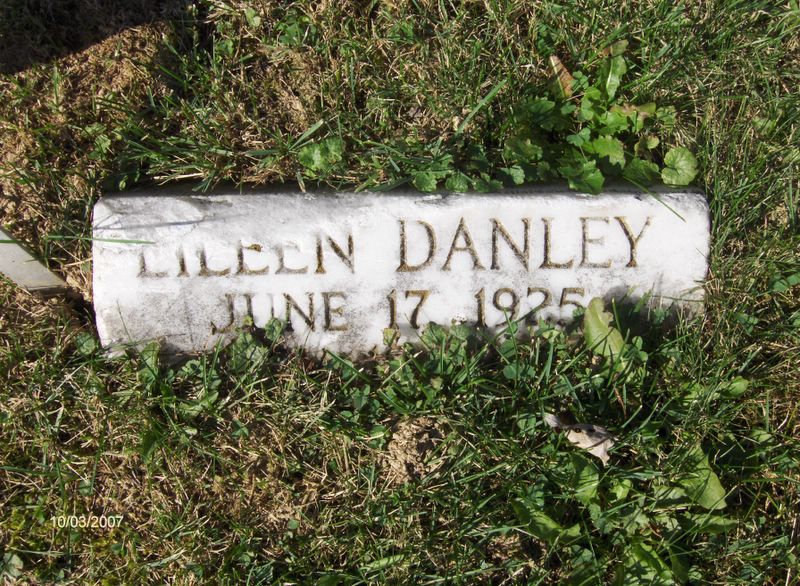 EILEEN DANLEY
JUNE 17, 1925
10/03/2007